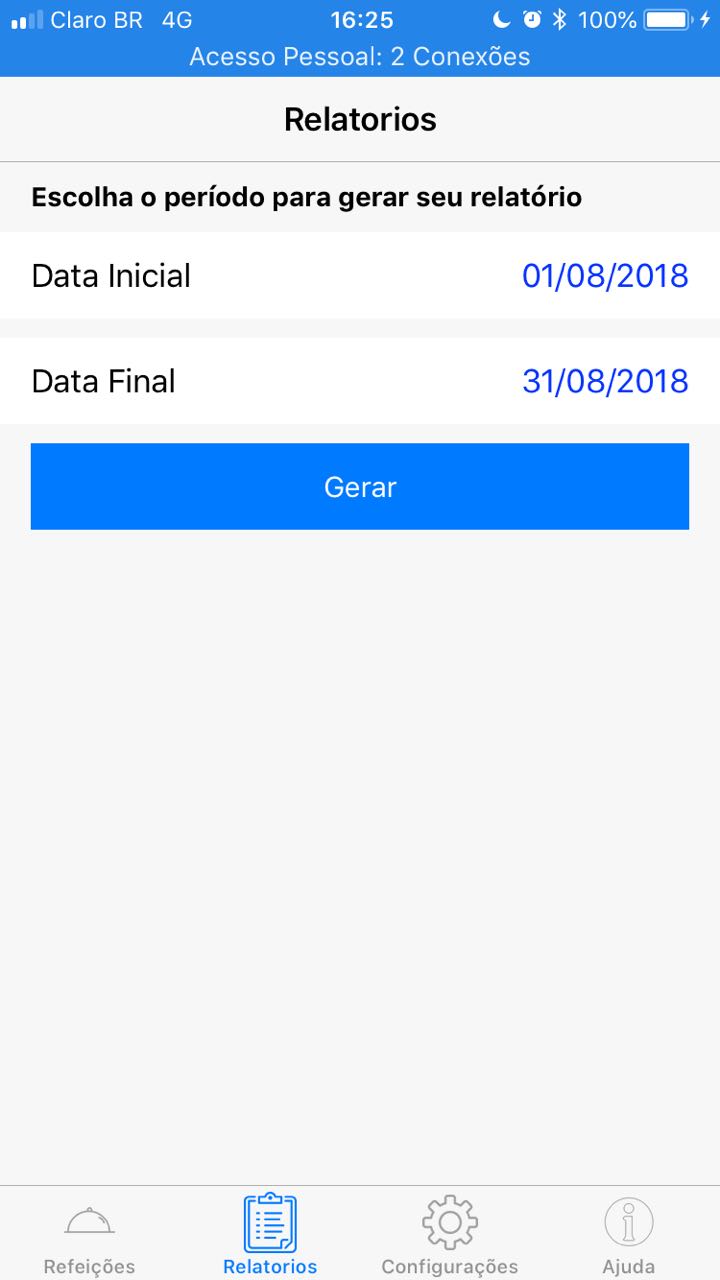 Claro BR 4G 16:25 100%
Acesso Pessoal: 2 Conexões
Relatorios
Escolha o período para gerar seu relatório
Data Inicial 01/08/2018
Data Final 31/08/2018
Gerar
Refeições Relatorios Configurações Ajuda